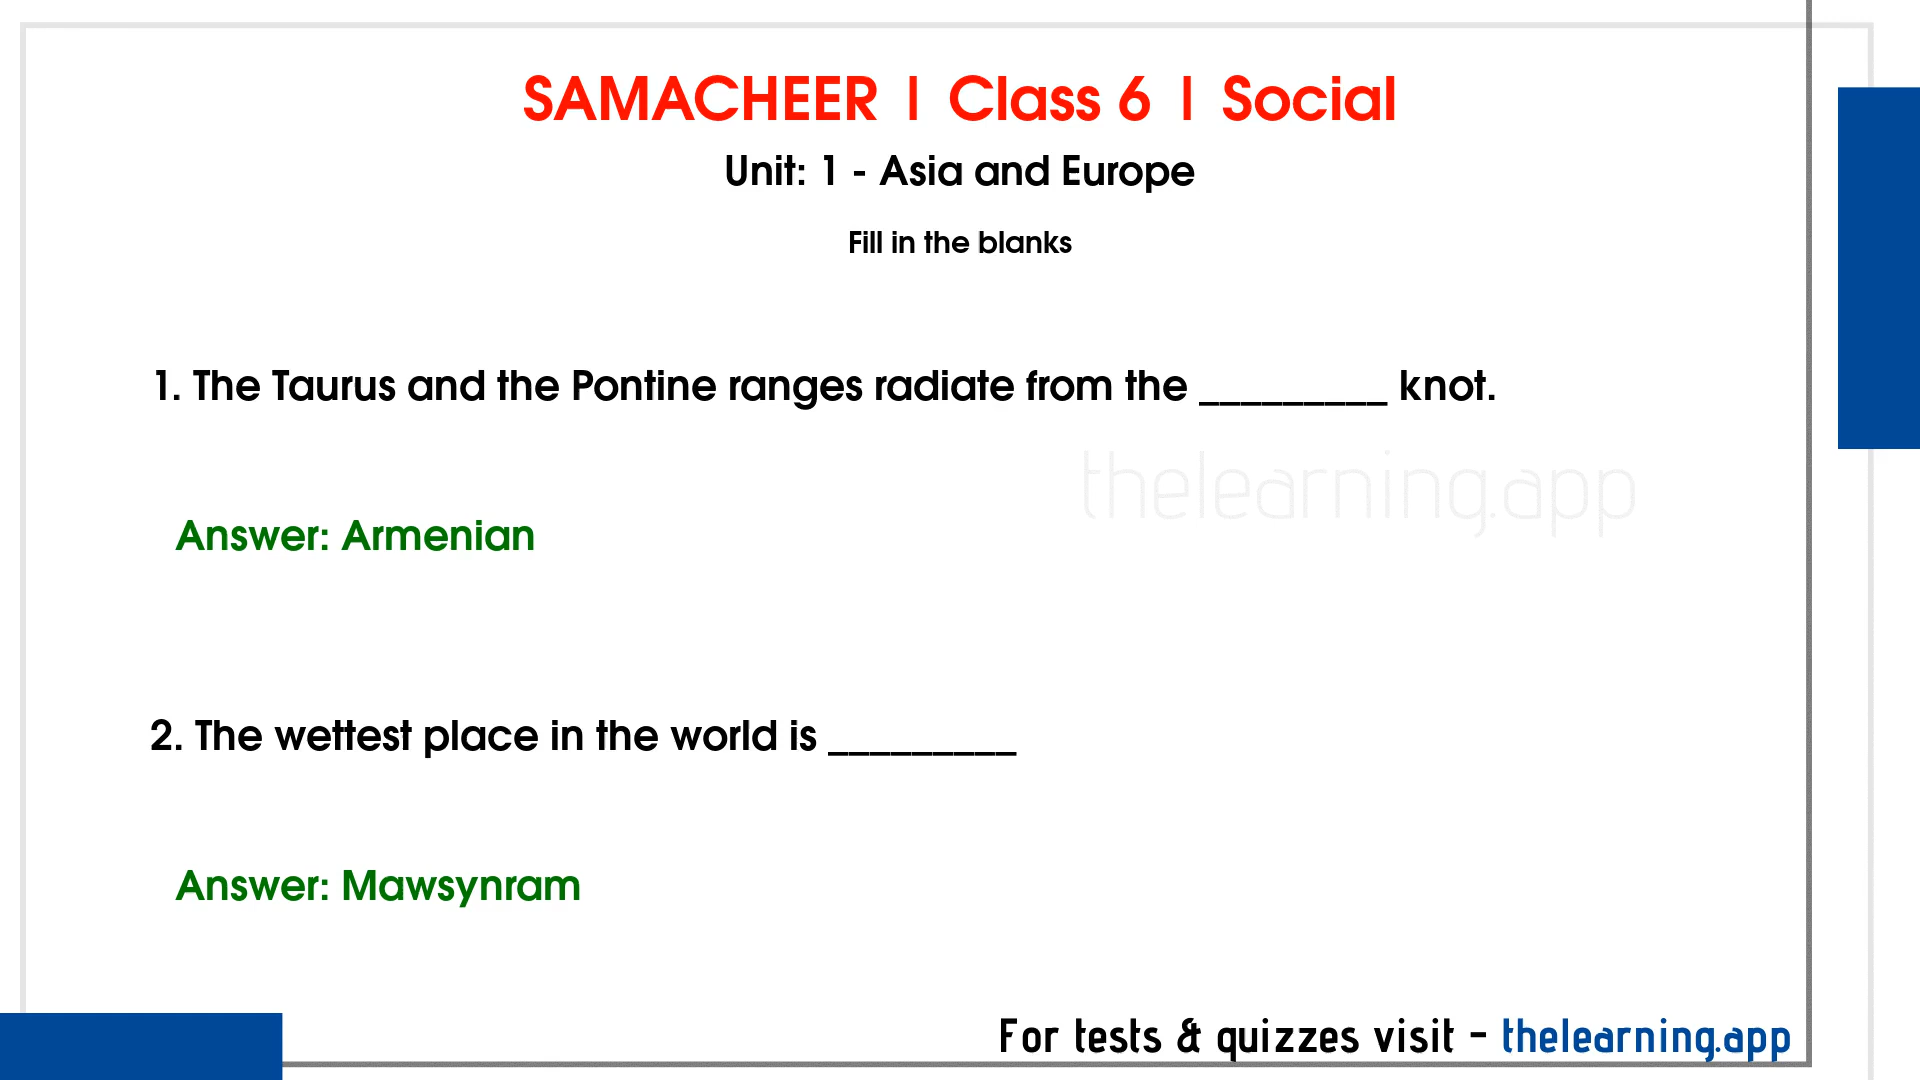 SAMACHEER | Class 6 | Social
Unit: 1 - Asia and Europe
Fill in the blanks
1. The Taurus and the Pontine ranges radiate from the _________ knot.
thelearning.app
Answer: Armenian
2. The wettest place in the world is _________
Answer: Mawsynram
For tests & quizzes visit - thelearning.app